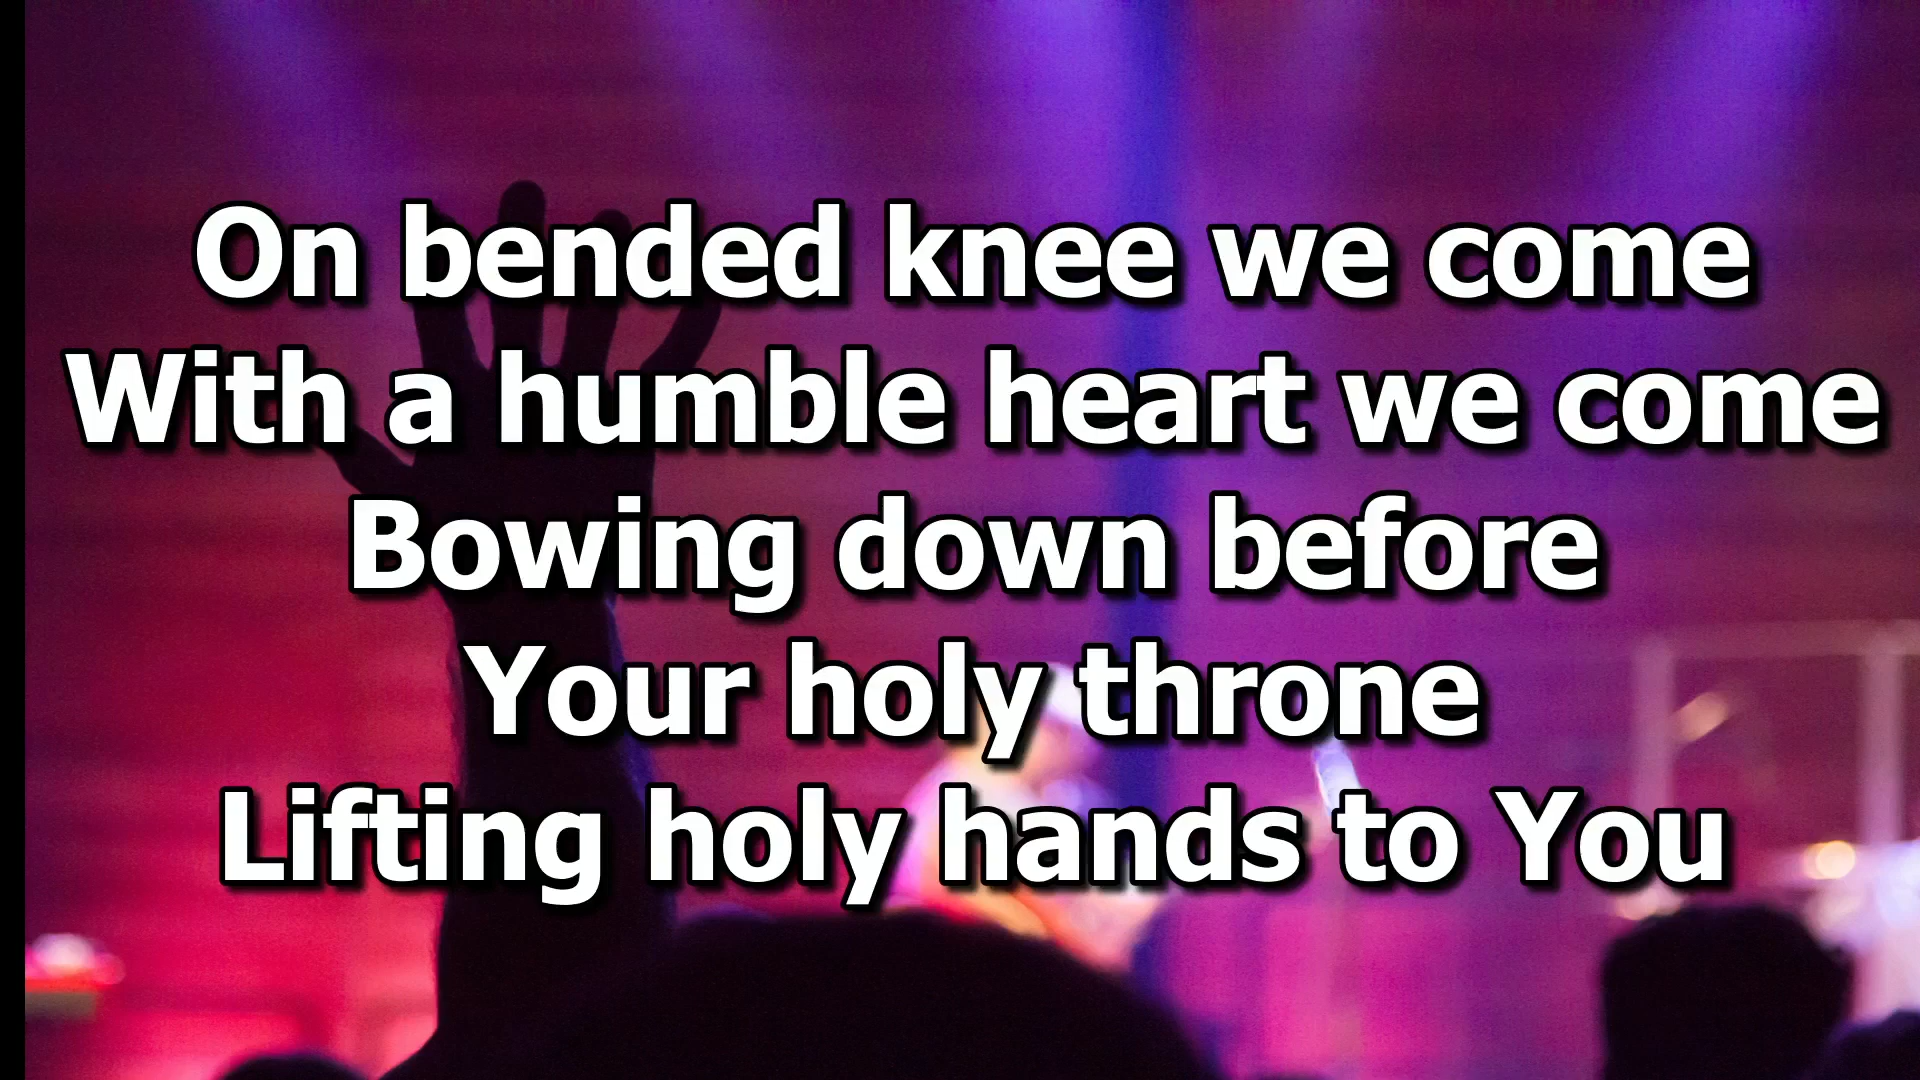 On bended knee we come
With a humble heart we come
Bowing down before
Your holy throne
Lifting holy hands to You